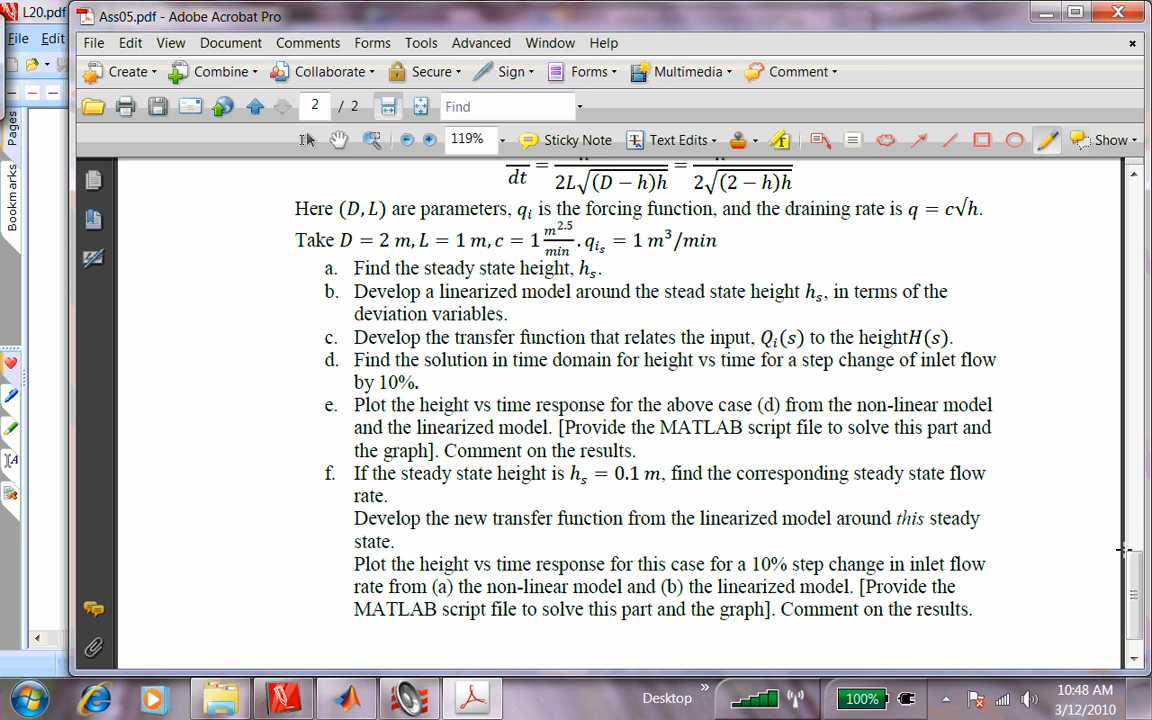 L20.pdf
Ass05.pdf - Adobe Acrobat Pro
File Edit
File Edit View Document Comments Forms Tools Advanced Window Help
Create Combine Collaborate Secure Sign Forms Multimedia Comment
2 / 2 Find
119% Sticky Note Text Edits Show
Pages
Bookmarks
dt = 2L√(D − h)h = 2√(2 − h)h
Here (D, L) are parameters, qᵢ is the forcing function, and the draining rate is q = c√h.
Take D = 2 m, L = 1 m, c = 1 m^2.5/min. q_is = 1 m³/min
a. Find the steady state height, hₛ.
b. Develop a linearized model around the stead state height hₛ, in terms of the
deviation variables.
c. Develop the transfer function that relates the input, Qᵢ(s) to the heightH(s).
d. Find the solution in time domain for height vs time for a step change of inlet flow
by 10%.
e. Plot the height vs time response for the above case (d) from the non-linear model
and the linearized model. [Provide the MATLAB script file to solve this part and
the graph]. Comment on the results.
f. If the steady state height is hₛ = 0.1 m, find the corresponding steady state flow
rate.
Develop the new transfer function from the linearized model around this steady
state.
Plot the height vs time response for this case for a 10% step change in inlet flow
rate from (a) the non-linear model and (b) the linearized model. [Provide the
MATLAB script file to solve this part and the graph]. Comment on the results.
Desktop » 100% 10:48 AM
3/12/2010